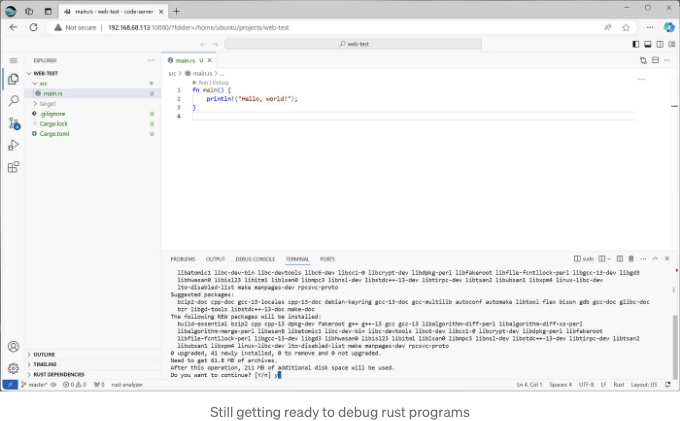 main.rs - web-test - code-server
Not secure 192.168.68.113:10000/?folder=/home/ubuntu/projects/web-test
web-test
EXPLORER
WEB-TEST
src
main.rs U
target
.gitignore U
Cargo.lock U
Cargo.toml U
OUTLINE
TIMELINE
RUST DEPENDENCIES
main.rs U
src > main.rs > ...
Run | Debug
1 fn main() {
2 println!("Hello, world!");
3 }
4
PROBLEMS OUTPUT DEBUG CONSOLE TERMINAL PORTS sudo
libatomic1 libc-dev-bin libc-devtools libc6-dev libcc1-0 libcrypt-dev libdpkg-perl libfakeroot libfile-fcntllock-perl libgcc-13-dev libgd3
libhwasan0 libisl23 libitm1 liblsan0 libmpc3 libnsl-dev libstdc++-13-dev libtirpc-dev libtsan2 libubsan1 libxpm4 linux-libc-dev
lto-disabled-list make manpages-dev rpcsvc-proto
Suggested packages:
bzip2-doc cpp-doc gcc-13-locales cpp-13-doc debian-keyring gcc-13-doc gcc-multilib autoconf automake libtool flex bison gdb gcc-doc glibc-doc
bzr libgd-tools libstdc++-13-doc make-doc
The following NEW packages will be installed:
build-essential bzip2 cpp cpp-13 dpkg-dev fakeroot g++ g++-13 gcc gcc-13 libalgorithm-diff-perl libalgorithm-diff-xs-perl
libalgorithm-merge-perl libasan8 libatomic1 libc-dev-bin libc-devtools libc6-dev libcc1-0 libcrypt-dev libdpkg-perl libfakeroot
libfile-fcntllock-perl libgcc-13-dev libgd3 libhwasan0 libisl23 libitm1 liblsan0 libmpc3 libnsl-dev libstdc++-13-dev libtirpc-dev libtsan2
libubsan1 libxpm4 linux-libc-dev lto-disabled-list make manpages-dev rpcsvc-proto
0 upgraded, 41 newly installed, 0 to remove and 0 not upgraded.
Need to get 61.8 MB of archives.
After this operation, 211 MB of additional disk space will be used.
Do you want to continue? [Y/n] y
master* 0 0 0 rust-analyzer Ln 4, Col 1 Spaces: 4 UTF-8 LF Rust Layout: US
Still getting ready to debug rust programs